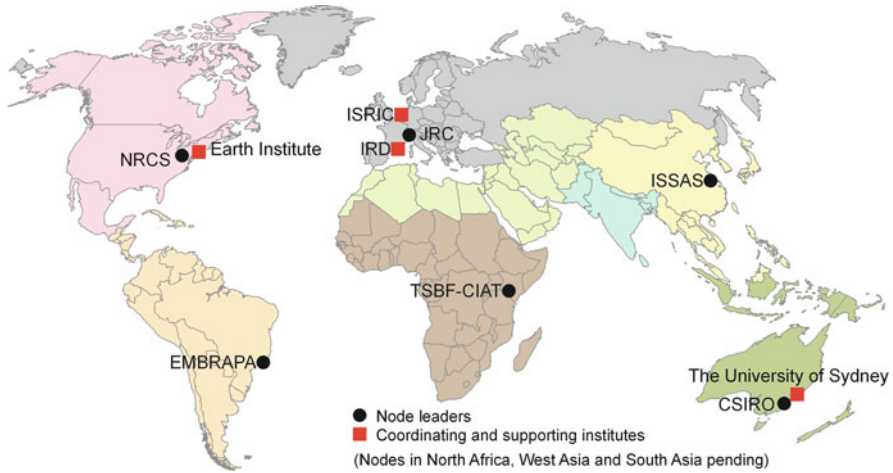 ISRIC
JRC
IRD
NRCS
Earth Institute
ISSAS
TSBF-CIAT
EMBRAPA
The University of Sydney
CSIRO
Node leaders
Coordinating and supporting institutes
(Nodes in North Africa, West Asia and South Asia pending)